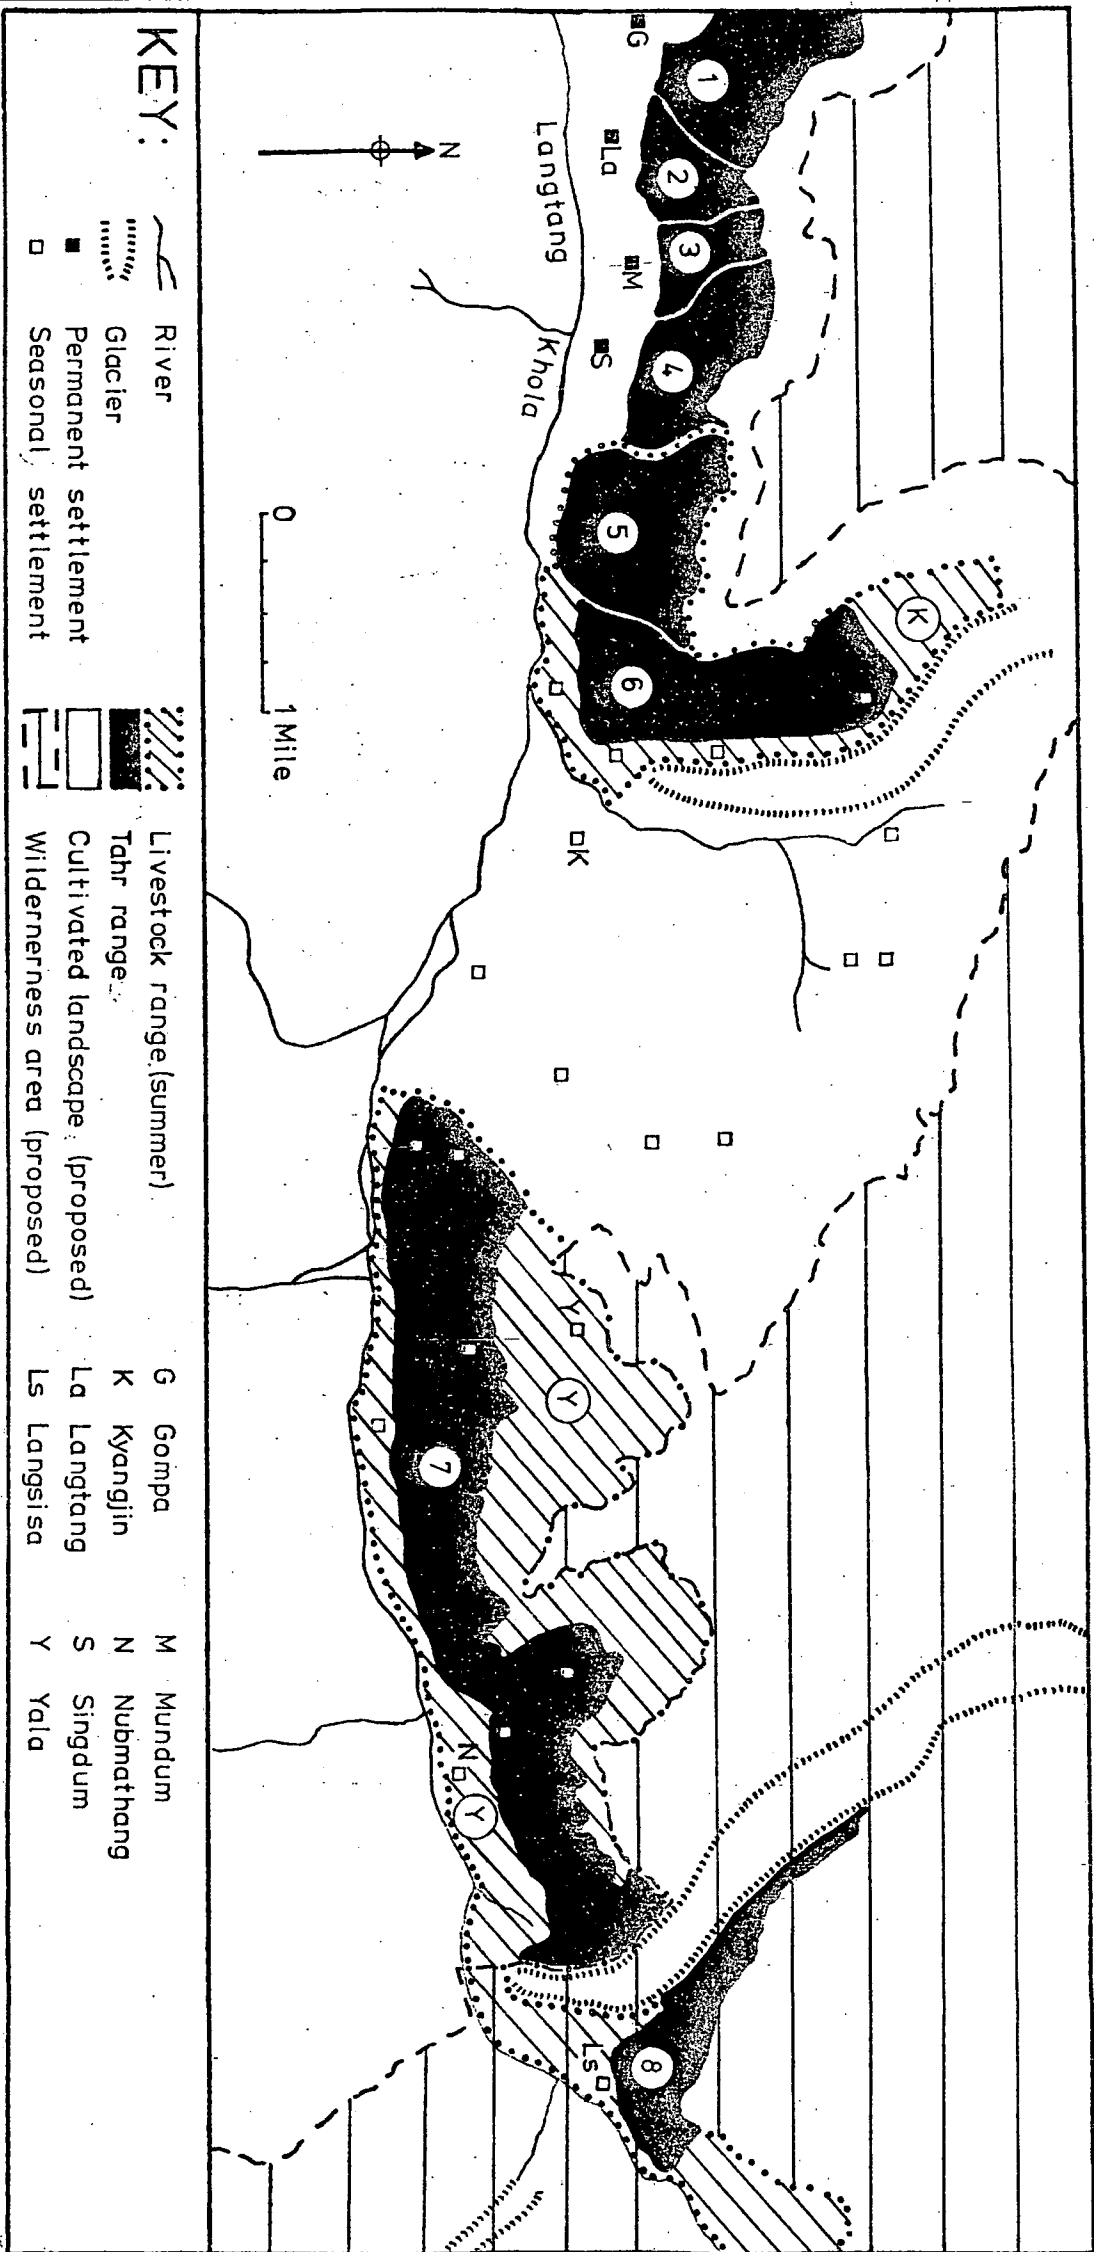 G
1
La
2
M
3
S
4
5
6
K
K
Y
Y
7
N
Y
Ls
8
Langtang Khola
N
0 1 Mile
KEY:
River
Glacier
Permanent settlement
Seasonal settlement
Livestock range (summer)
Tahr range
Cultivated landscape (proposed)
Wilderness area (proposed)
G Gompa
K Kyangjin
La Langtang
Ls Langsisa
M Mundum
N Nubmathang
S Singdum
Y Yala